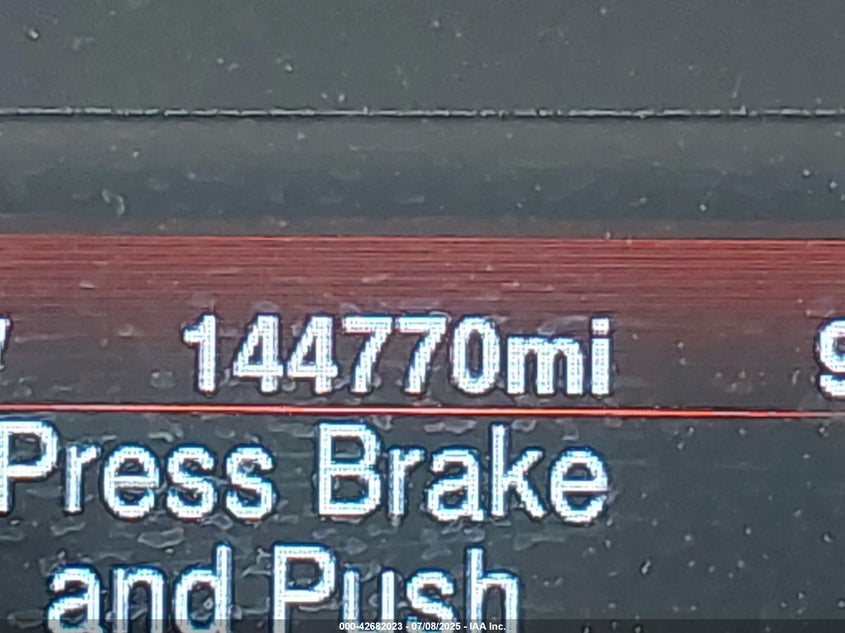 144770mi
Press Brake
and Push
000-42682023 - 07/08/2025 - IAA Inc.